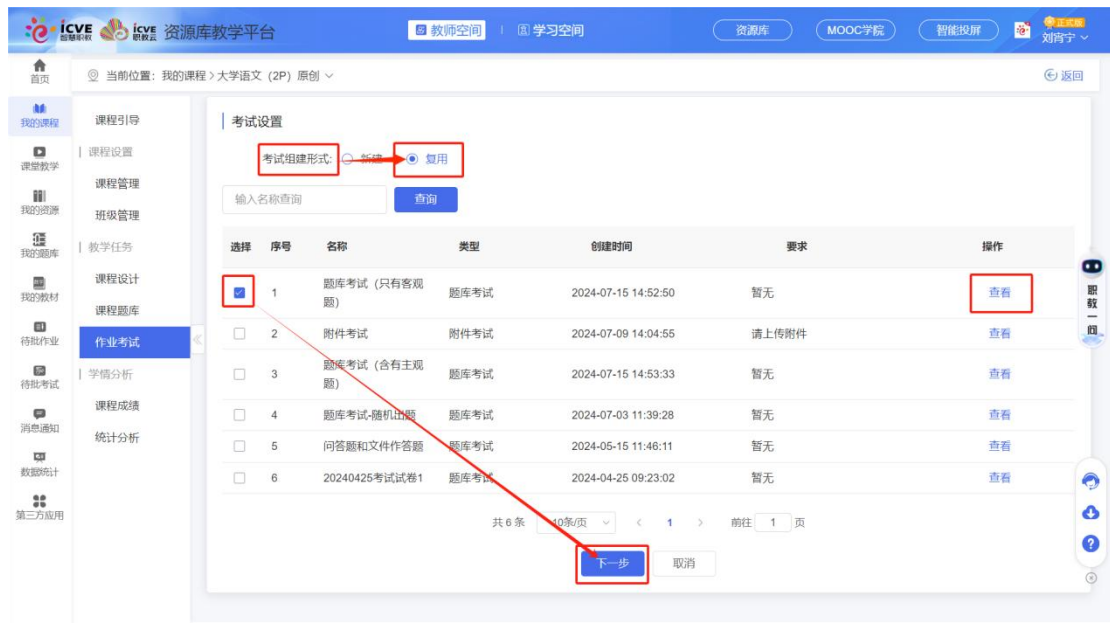 icve 智慧职教 icve 职教云 资源库教学平台 教师空间 学习空间 资源库 MOOC学院 智能投屏 正式版 刘宵宁
首页 当前位置：我的课程 > 大学语文（2P）原创 返回
我的课程
课堂教学
我的资源
我的题库
我的教材
待批作业
待批考试
消息通知
数据统计
第三方应用
课程引导
课程设置
课程管理
班级管理
教学任务
课程设计
课程题库
作业考试
学情分析
课程成绩
统计分析
考试设置
考试组建形式: 新建 复用
输入名称查询 查询
选择 序号 名称 类型 创建时间 要求 操作
1 题库考试（只有客观题） 题库考试 2024-07-15 14:52:50 暂无 查看
2 附件考试 附件考试 2024-07-09 14:04:55 请上传附件 查看
3 题库考试（含有主观题） 题库考试 2024-07-15 14:53:33 暂无 查看
4 题库考试-随机出题 题库考试 2024-07-03 11:39:28 暂无 查看
5 问答题和文件作答题 题库考试 2024-05-15 11:46:11 暂无 查看
6 20240425考试试卷1 题库考试 2024-04-25 09:23:02 暂无 查看
共 6 条 10条/页 < 1 > 前往 1 页
下一步 取消
职教一问